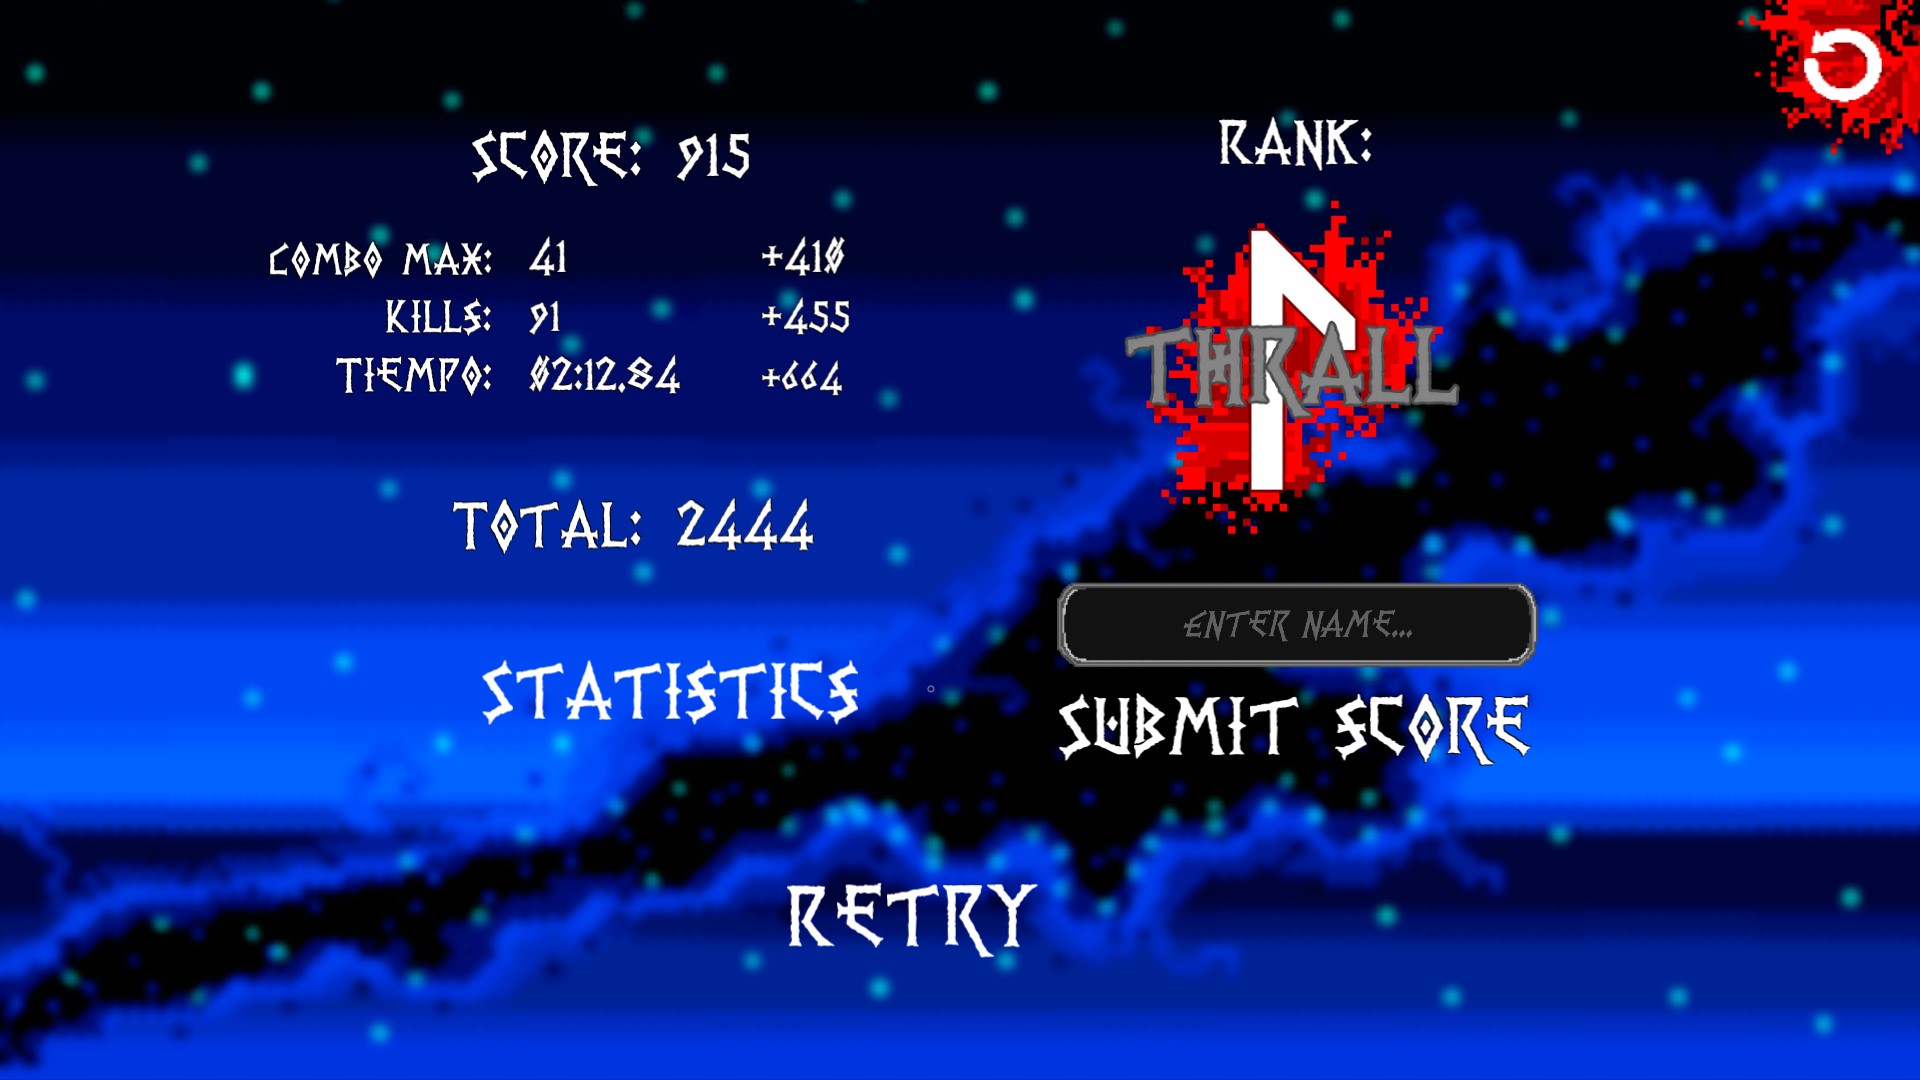 SCORE: 915
COMBO MAX: 41 +410
KILLS: 91 +455
TIEMPO: 02:12.84 +664
TOTAL: 2444
STATISTICS
RANK:
THRALL
ENTER NAME...
SUBMIT SCORE
RETRY